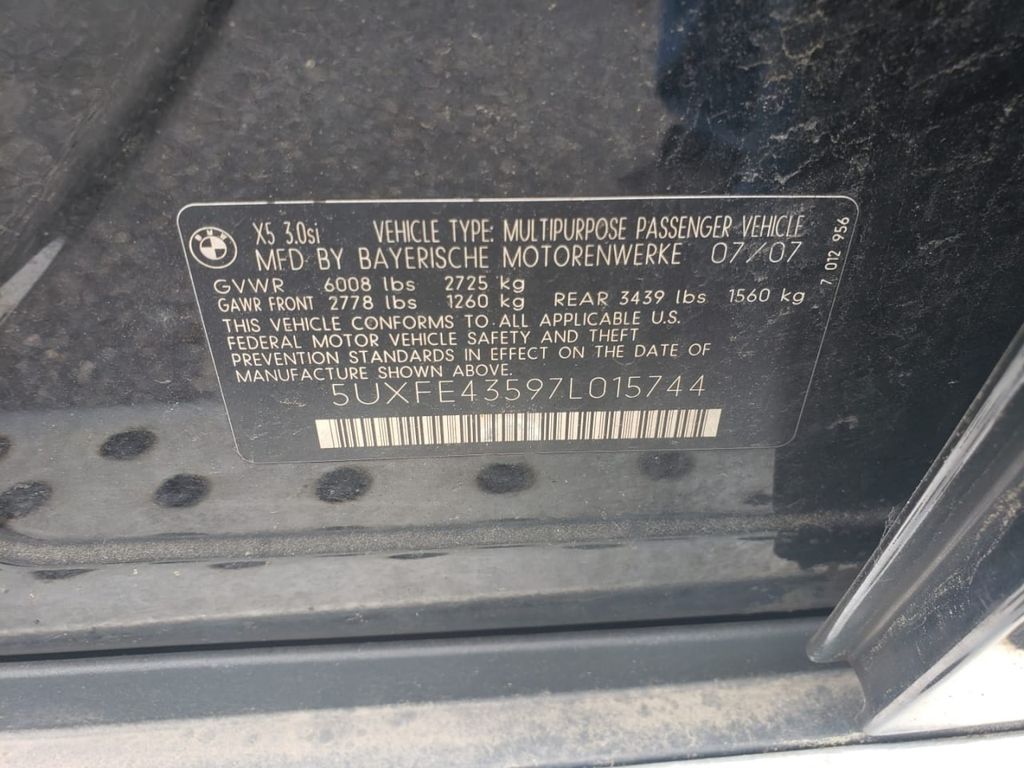 BMW
X5 3.0si VEHICLE TYPE: MULTIPURPOSE PASSENGER VEHICLE
MFD BY BAYERISCHE MOTORENWERKE 07/07
GVWR 6008 lbs 2725 kg
GAWR FRONT 2778 lbs 1260 kg REAR 3439 lbs 1560 kg
THIS VEHICLE CONFORMS TO ALL APPLICABLE U.S.
FEDERAL MOTOR VEHICLE SAFETY AND THEFT
PREVENTION STANDARDS IN EFFECT ON THE DATE OF
MANUFACTURE SHOWN ABOVE.
5UXFE43597L015744
7 012 956